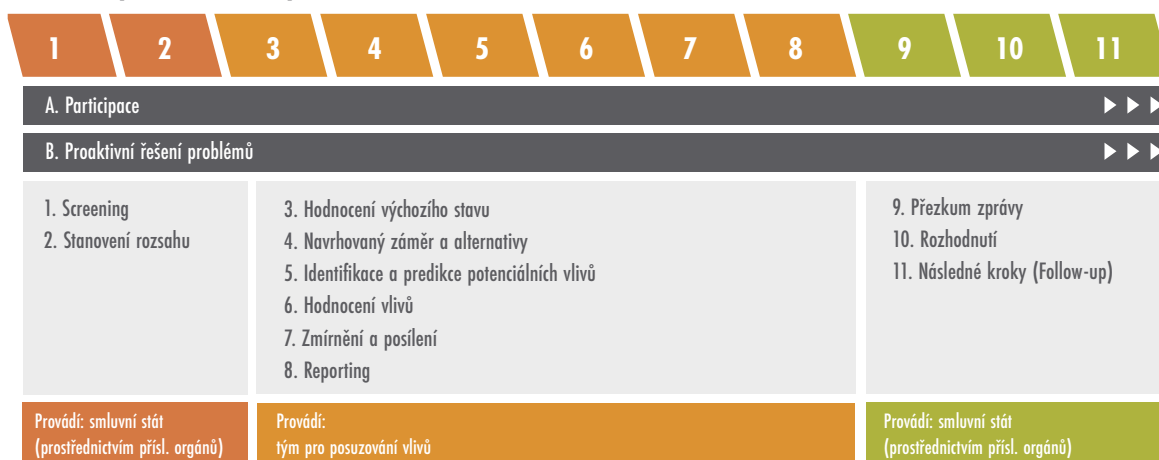 1 2 3 4 5 6 7 8 9 10 11
A. Participace
B. Proaktivní řešení problémů
1. Screening
2. Stanovení rozsahu
3. Hodnocení výchozího stavu
4. Navrhovaný záměr a alternativy
5. Identifikace a predikce potenciálních vlivů
6. Hodnocení vlivů
7. Zmírnění a posílení
8. Reporting
9. Přezkum zprávy
10. Rozhodnutí
11. Následné kroky (Follow-up)
Provádí: smluvní stát
(prostřednictvím přísl. orgánů)
Provádí:
tým pro posuzování vlivů
Provádí: smluvní stát
(prostřednictvím přísl. orgánů)